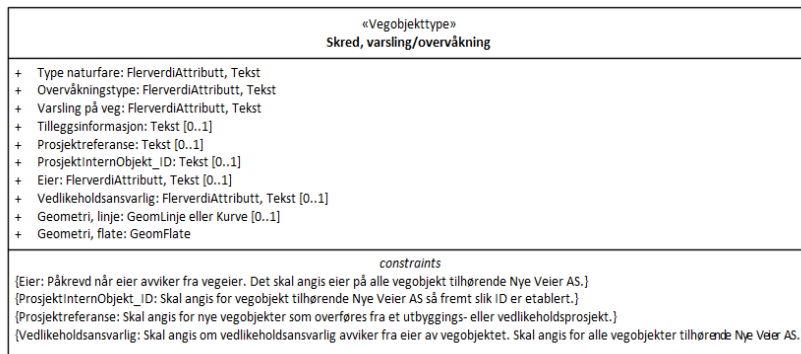 «Vegobjekttype»
Skred, varsling/overvåkning
+ Type naturfare: FlerverdiAttributt, Tekst
+ Overvåkningstype: FlerverdiAttributt, Tekst
+ Varsling på veg: FlerverdiAttributt, Tekst
+ Tilleggsinformasjon: Tekst [0..1]
+ Prosjektreferanse: Tekst [0..1]
+ ProsjektInternObjekt_ID: Tekst [0..1]
+ Eier: FlerverdiAttributt, Tekst [0..1]
+ Vedlikeholdsansvarlig: FlerverdiAttributt, Tekst [0..1]
+ Geometri, linje: GeomLinje eller Kurve [0..1]
+ Geometri, flate: GeomFlate
constraints
{Eier: Påkrevd når eier avviker fra vegeier. Det skal angis eier på alle vegobjekt tilhørende Nye Veier AS.}
{ProsjektInternObjekt_ID: Skal angis for vegobjekt tilhørende Nye Veier AS så fremt slik ID er etablert.}
{Prosjektreferanse: Skal angis for nye vegobjekter som overføres fra et utbyggings- eller vedlikeholdsprosjekt.}
{Vedlikeholdsansvarlig: Skal angis om vedlikeholdsansvarlig avviker fra eier av vegobjektet. Skal angis for alle vegobjekter tilhørende Nye Veier AS.